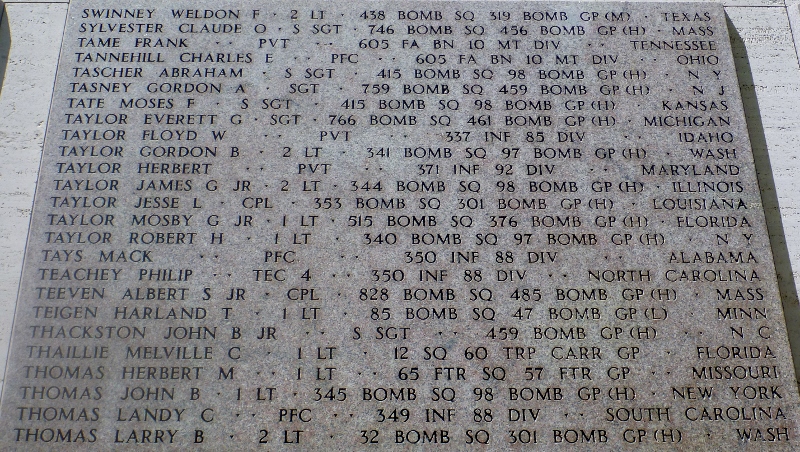 SWINNEY WELDON F · 2 LT · 438 BOMB SQ 319 BOMB GP (M) · TEXAS
SYLVESTER CLAUDE O · S SGT · 746 BOMB SQ 456 BOMB GP (H) · MASS
TAME FRANK · · PVT · · 605 FA BN 10 MT DIV · · TENNESSEE
TANNEHILL CHARLES E · · PFC · · 605 FA BN 10 MT DIV · · OHIO
TASCHER ABRAHAM · S SGT · 415 BOMB SQ 98 BOMB GP (H) · N Y
TASNEY GORDON A · SGT · 759 BOMB SQ 459 BOMB GP (H) · N J
TATE MOSES F · S SGT · 415 BOMB SQ 98 BOMB GP (H) · KANSAS
TAYLOR EVERETT G · SGT · 766 BOMB SQ 461 BOMB GP (H) · MICHIGAN
TAYLOR FLOYD W · · PVT · · 337 INF 85 DIV · · IDAHO
TAYLOR GORDON B · 2 LT · 341 BOMB SQ 97 BOMB GP (H) · WASH
TAYLOR HERBERT · · PVT · · 371 INF 92 DIV · · MARYLAND
TAYLOR JAMES G JR · 2 LT · 344 BOMB SQ 98 BOMB GP (H) · ILLINOIS
TAYLOR JESSE L · CPL · 353 BOMB SQ 301 BOMB GP (H) · LOUISIANA
TAYLOR MOSBY G JR · 1 LT · 515 BOMB SQ 376 BOMB GP (H) · FLORIDA
TAYLOR ROBERT H · 1 LT · 340 BOMB SQ 97 BOMB GP (H) · N Y
TAYS MACK · · PFC · · 350 INF 88 DIV · · ALABAMA
TEACHEY PHILIP · · TEC 4 · · 350 INF 88 DIV · · NORTH CAROLINA
TEEVEN ALBERT S JR · CPL · 828 BOMB SQ 485 BOMB GP (H) · MASS
TEIGEN HARLAND T · 1 LT · 85 BOMB SQ 47 BOMB GP (L) · MINN
THACKSTON JOHN B JR · · S SGT · · 459 BOMB GP (H) · · N C
THAILLIE MELVILLE C · 1 LT · 12 SQ 60 TRP CARR GP · FLORIDA
THOMAS HERBERT M · · 1 LT · · 65 FTR SQ 57 FTR GP · · MISSOURI
THOMAS JOHN B · 1 LT · 345 BOMB SQ 98 BOMB GP (H) · NEW YORK
THOMAS LANDY C · · PFC · · 349 INF 88 DIV · · SOUTH CAROLINA
THOMAS LARRY B · 2 LT · 32 BOMB SQ 301 BOMB GP (H) · WASH